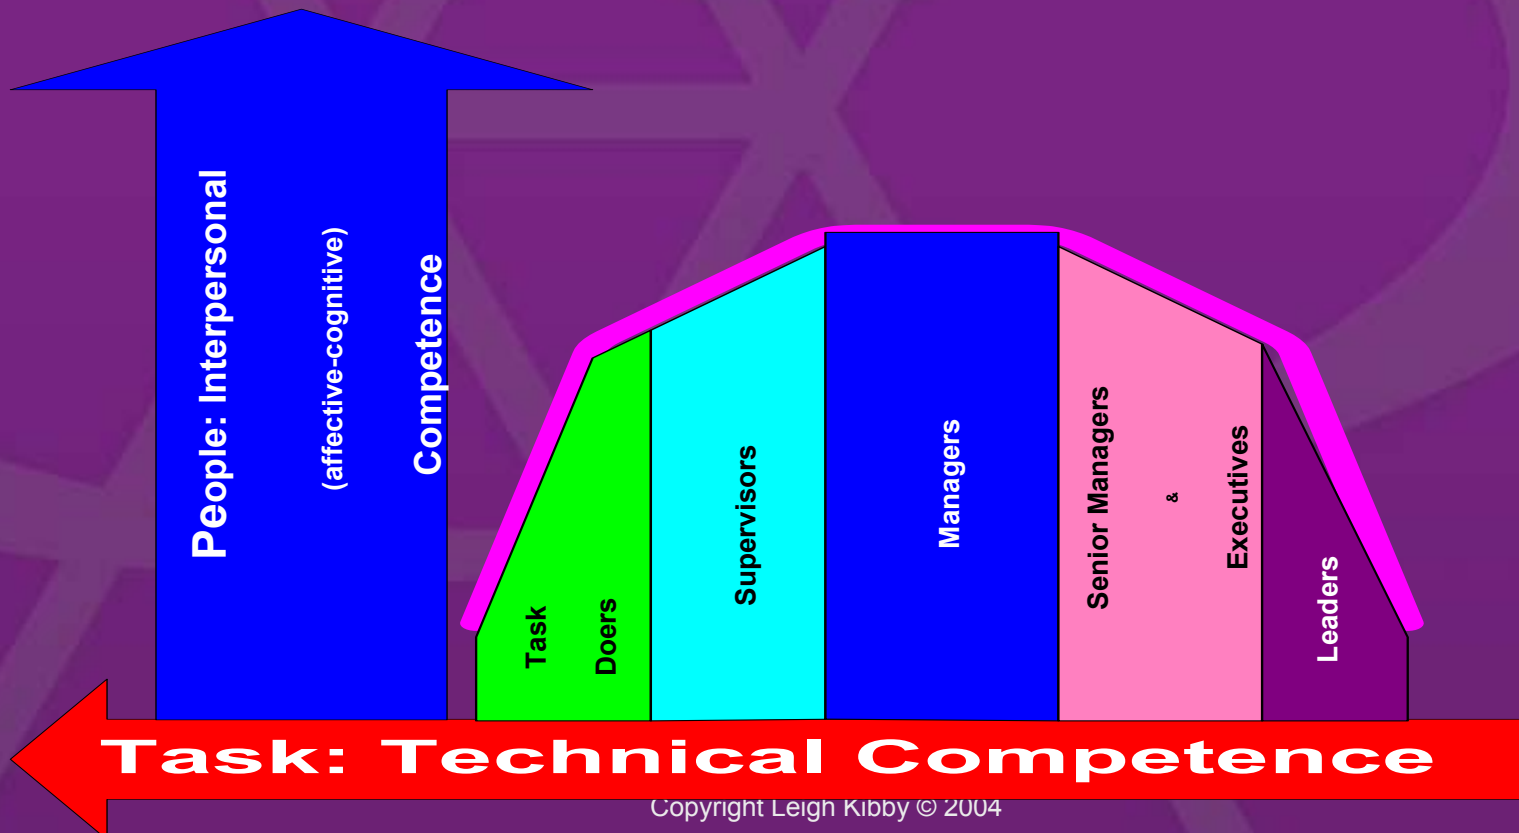 People: Interpersonal
(affective-cognitive)
Competence
Task
Doers
Supervisors
Managers
Senior Managers
&
Executives
Leaders
Task: Technical Competence
Copyright Leigh Kibby © 2004